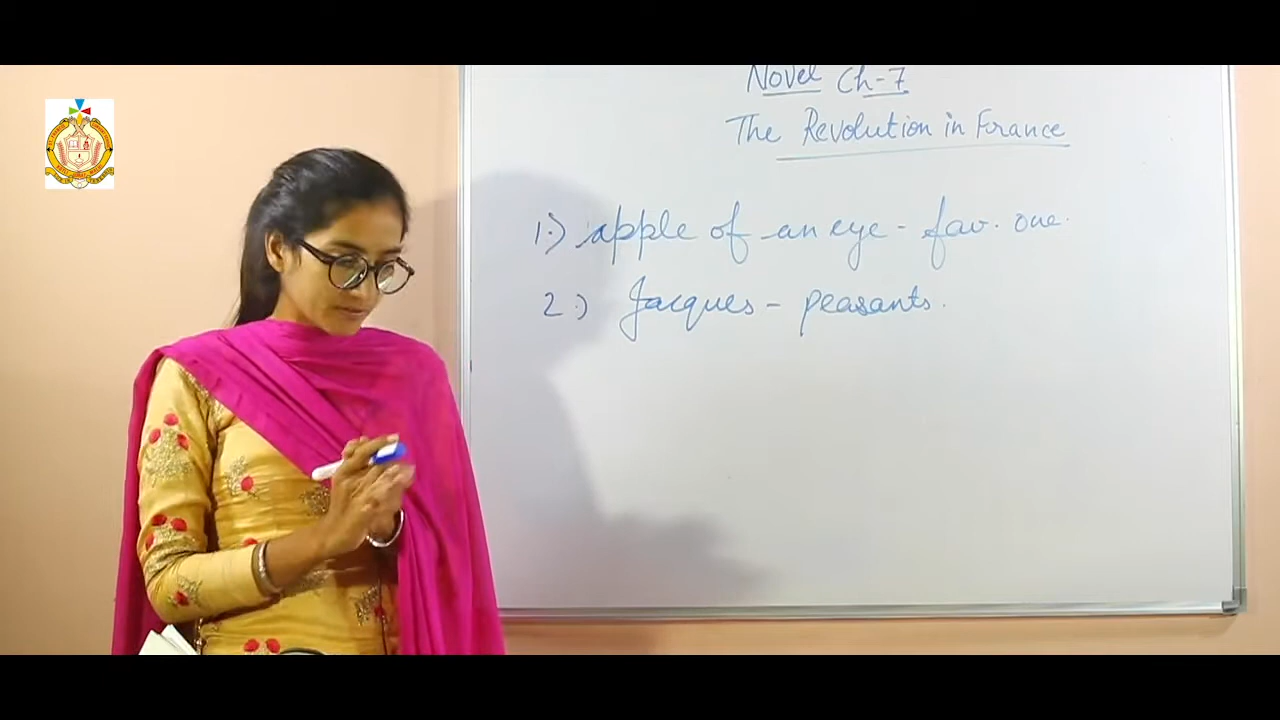 Novel Ch-7
The Revolution in France
1.) apple of an eye - fav. one.
2.) Jacques - peasants.